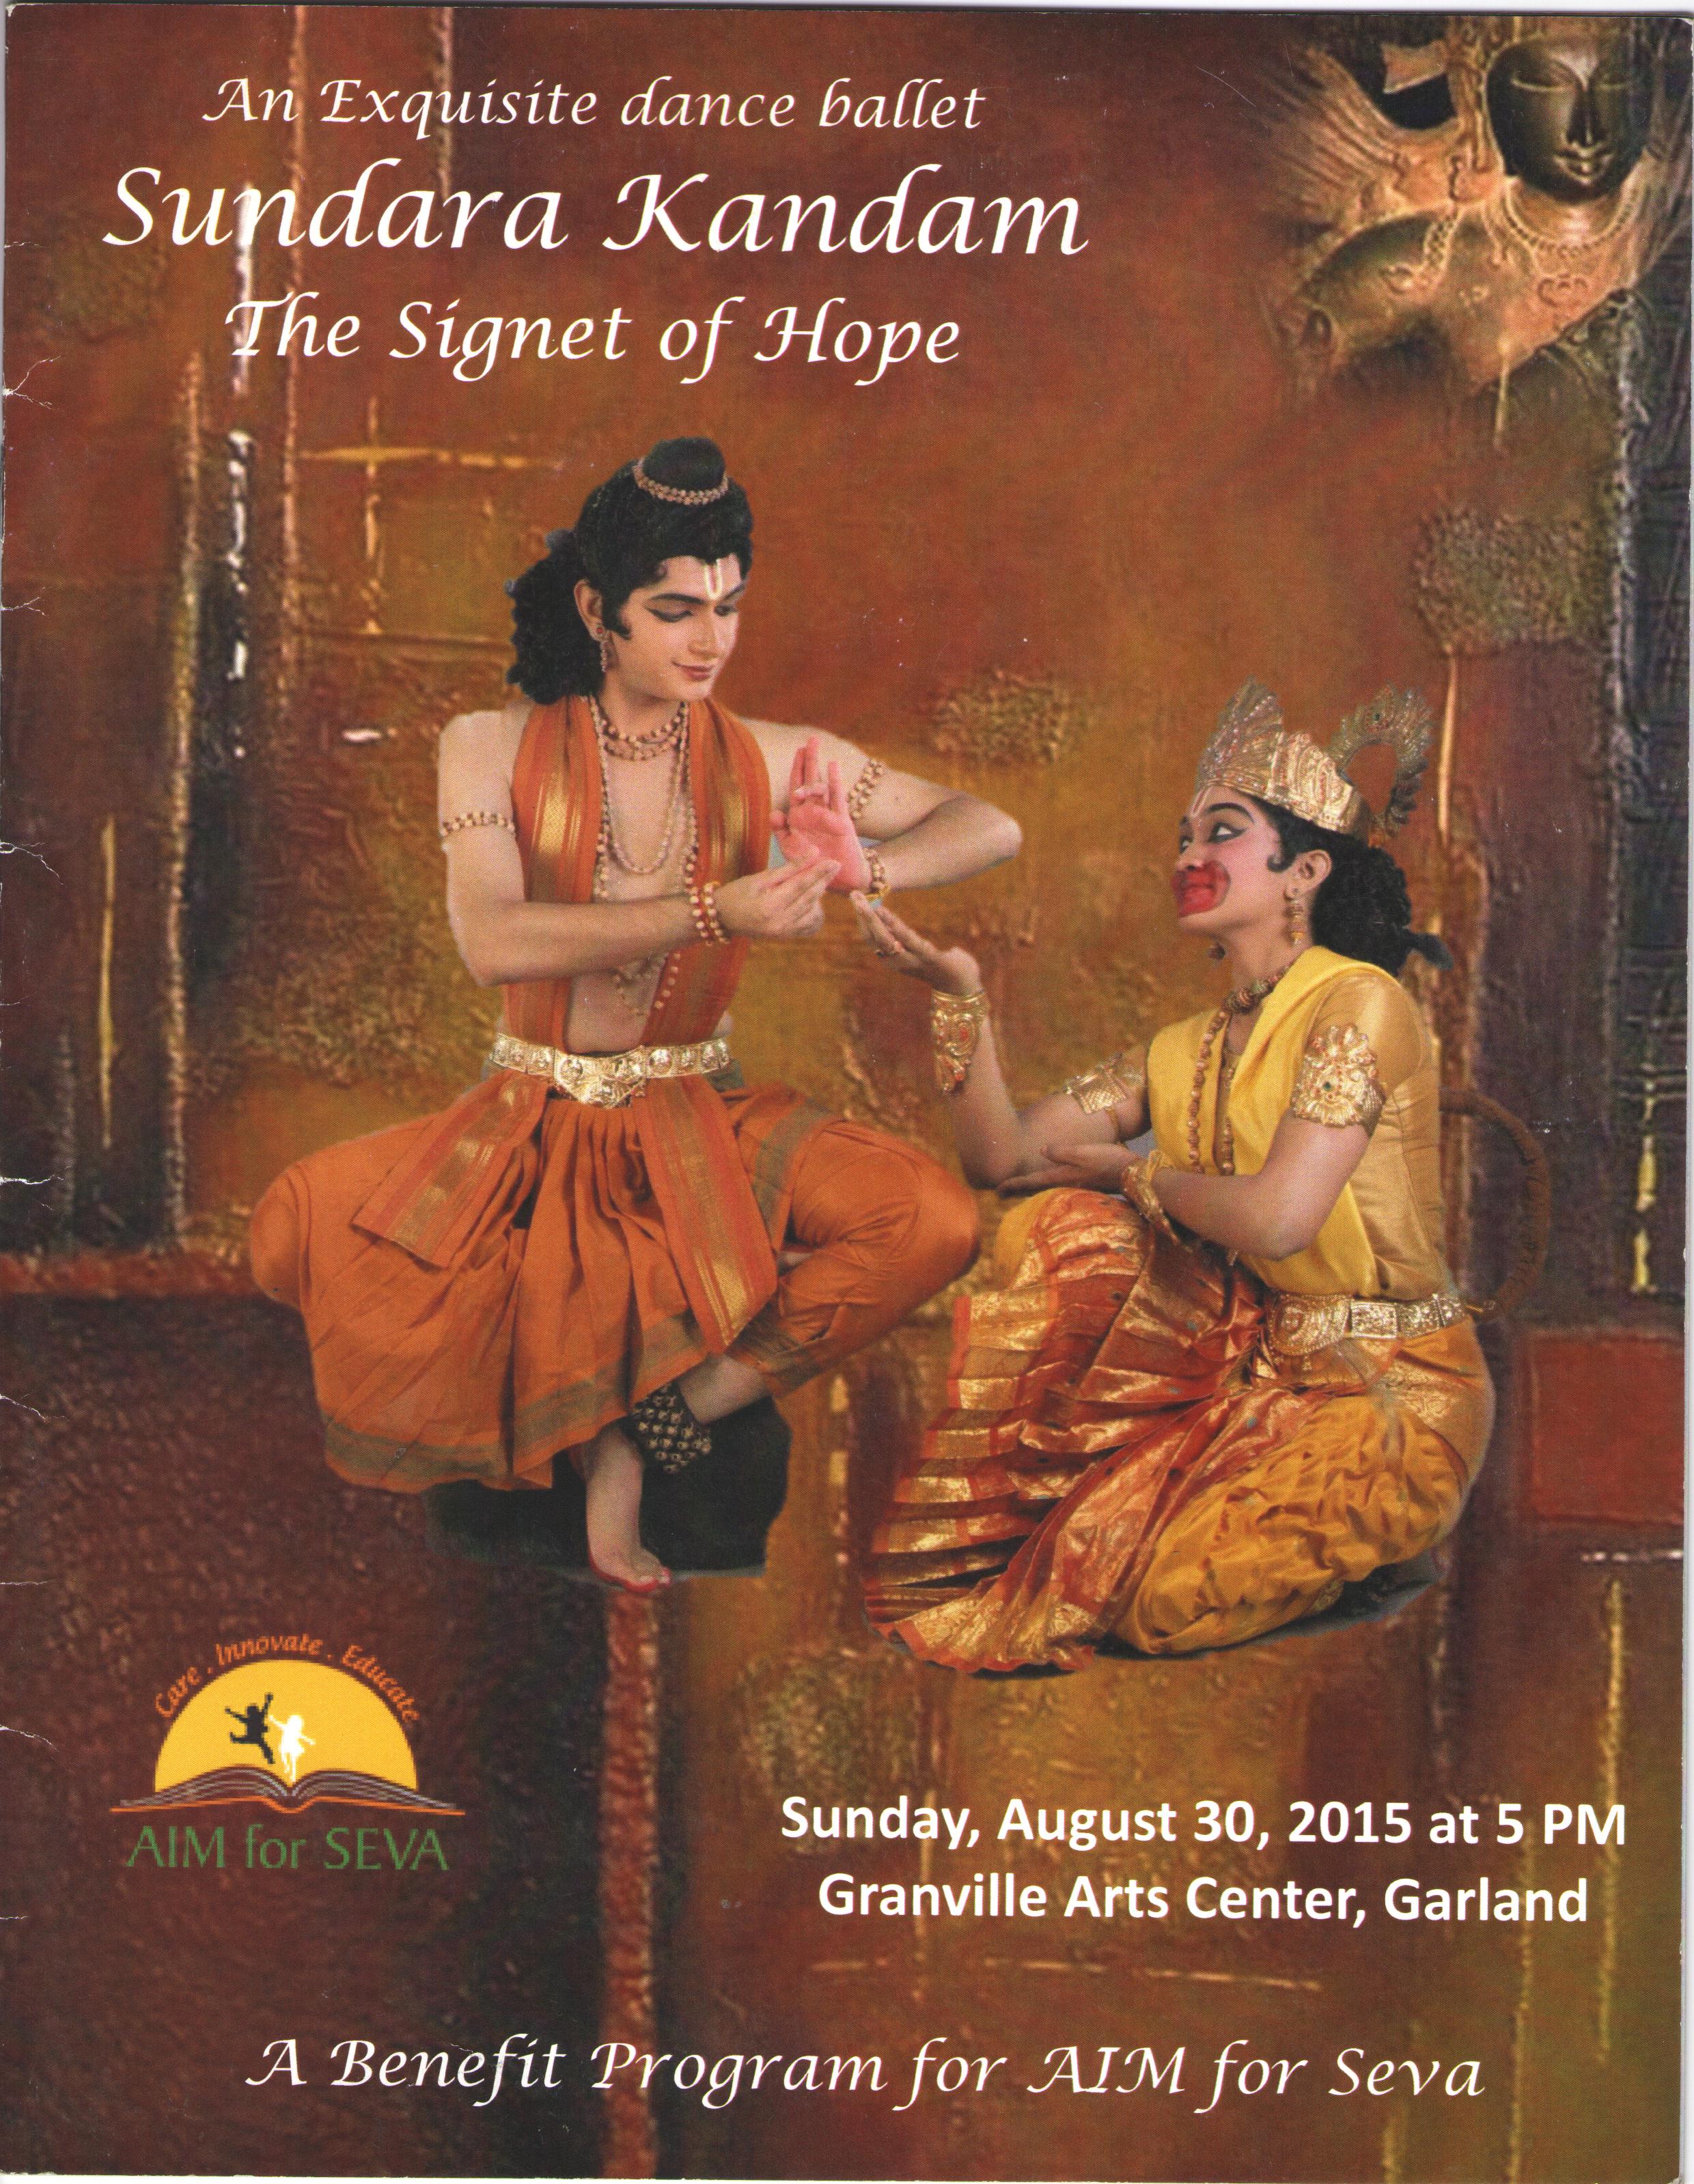 An Exquisite dance ballet
Sundara Kandam
The Signet of Hope
Care . Innovate . Educate
AIM for SEVA
Sunday, August 30, 2015 at 5 PM
Granville Arts Center, Garland
A Benefit Program for AIM for Seva